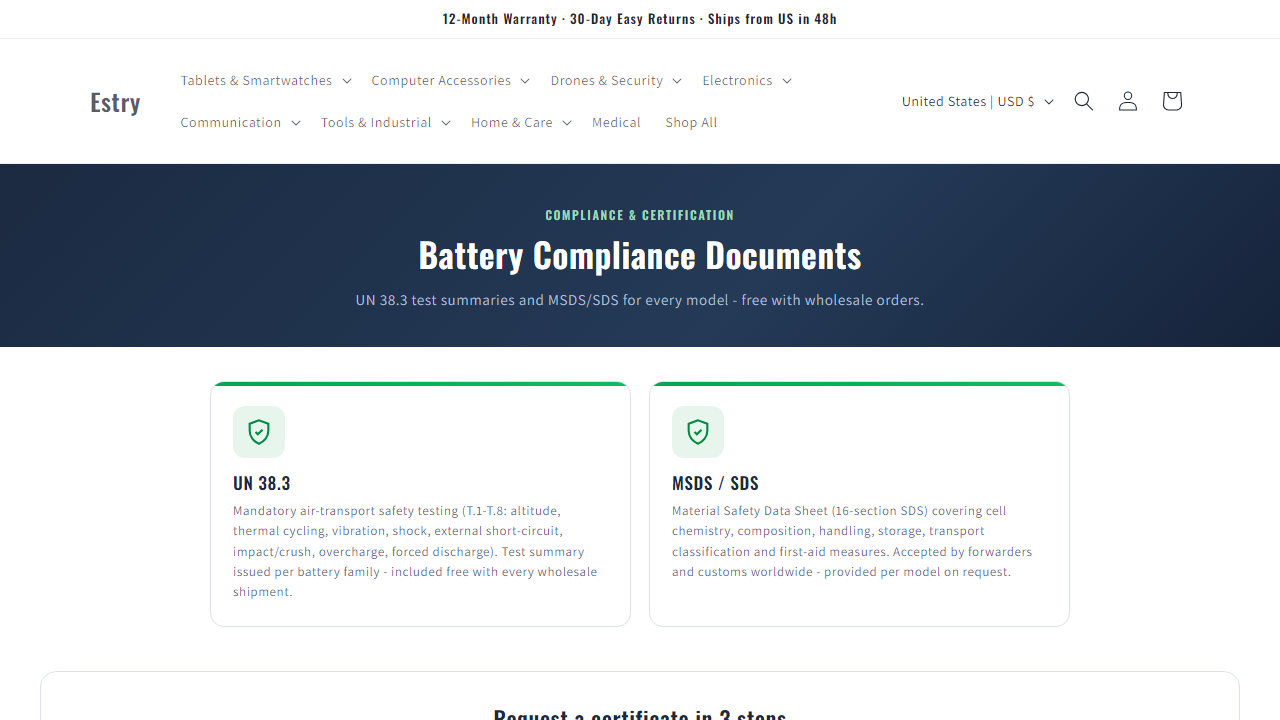 12-Month Warranty · 30-Day Easy Returns · Ships from US in 48h
Estry
Tablets & Smartwatches
Computer Accessories
Drones & Security
Electronics
Communication
Tools & Industrial
Home & Care
Medical
Shop All
United States | USD $
COMPLIANCE & CERTIFICATION
Battery Compliance Documents
UN 38.3 test summaries and MSDS/SDS for every model - free with wholesale orders.
UN 38.3
Mandatory air-transport safety testing (T.1-T.8: altitude,
thermal cycling, vibration, shock, external short-circuit,
impact/crush, overcharge, forced discharge). Test summary
issued per battery family - included free with every wholesale
shipment.
MSDS / SDS
Material Safety Data Sheet (16-section SDS) covering cell
chemistry, composition, handling, storage, transport
classification and first-aid measures. Accepted by forwarders
and customs worldwide - provided per model on request.
Request a certificate in 3 steps